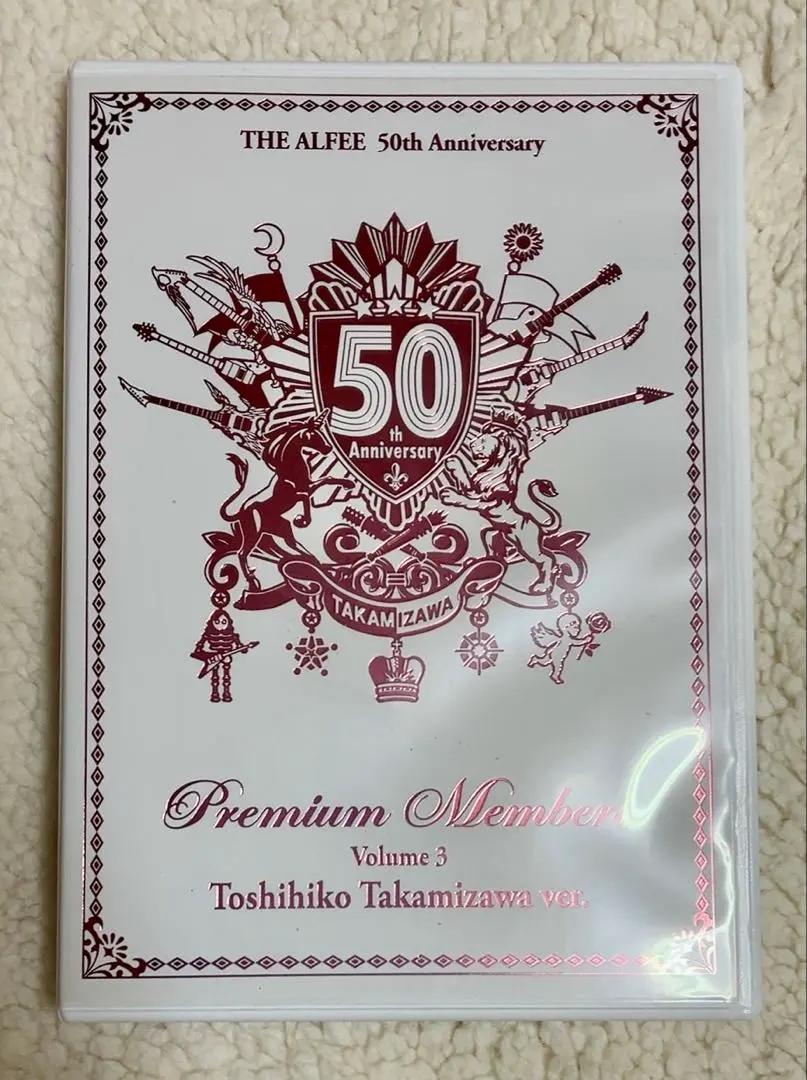 THE ALFEE 50th Anniversary
50
th
Anniversary
TAKAMIZAWA
Premium Member
Volume 3
Toshihiko Takamizawa ver.